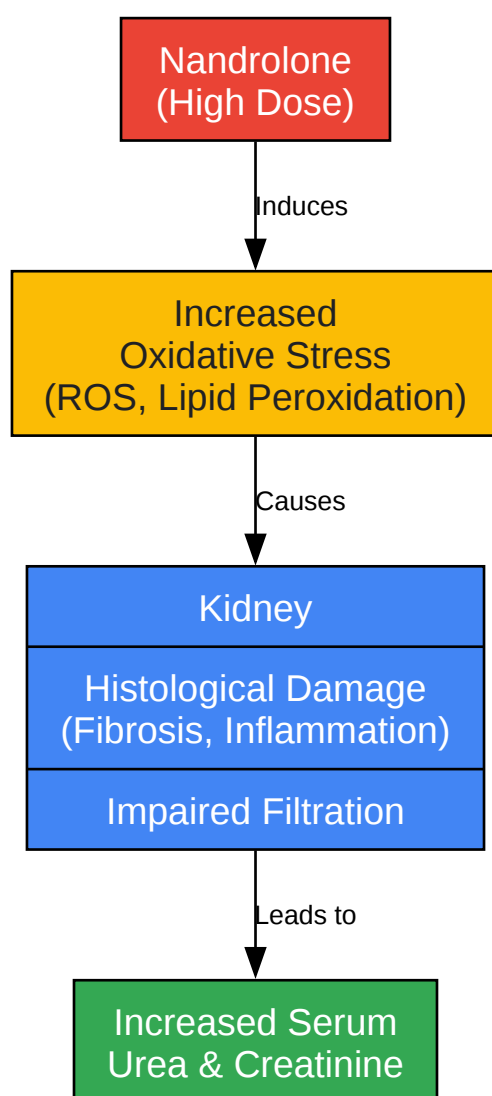 Nandrolone
(High Dose)
Induces
Increased
Oxidative Stress
(ROS, Lipid Peroxidation)
Causes
Kidney
Histological Damage
(Fibrosis, Inflammation)
Impaired Filtration
Leads to
Increased Serum
Urea & Creatinine